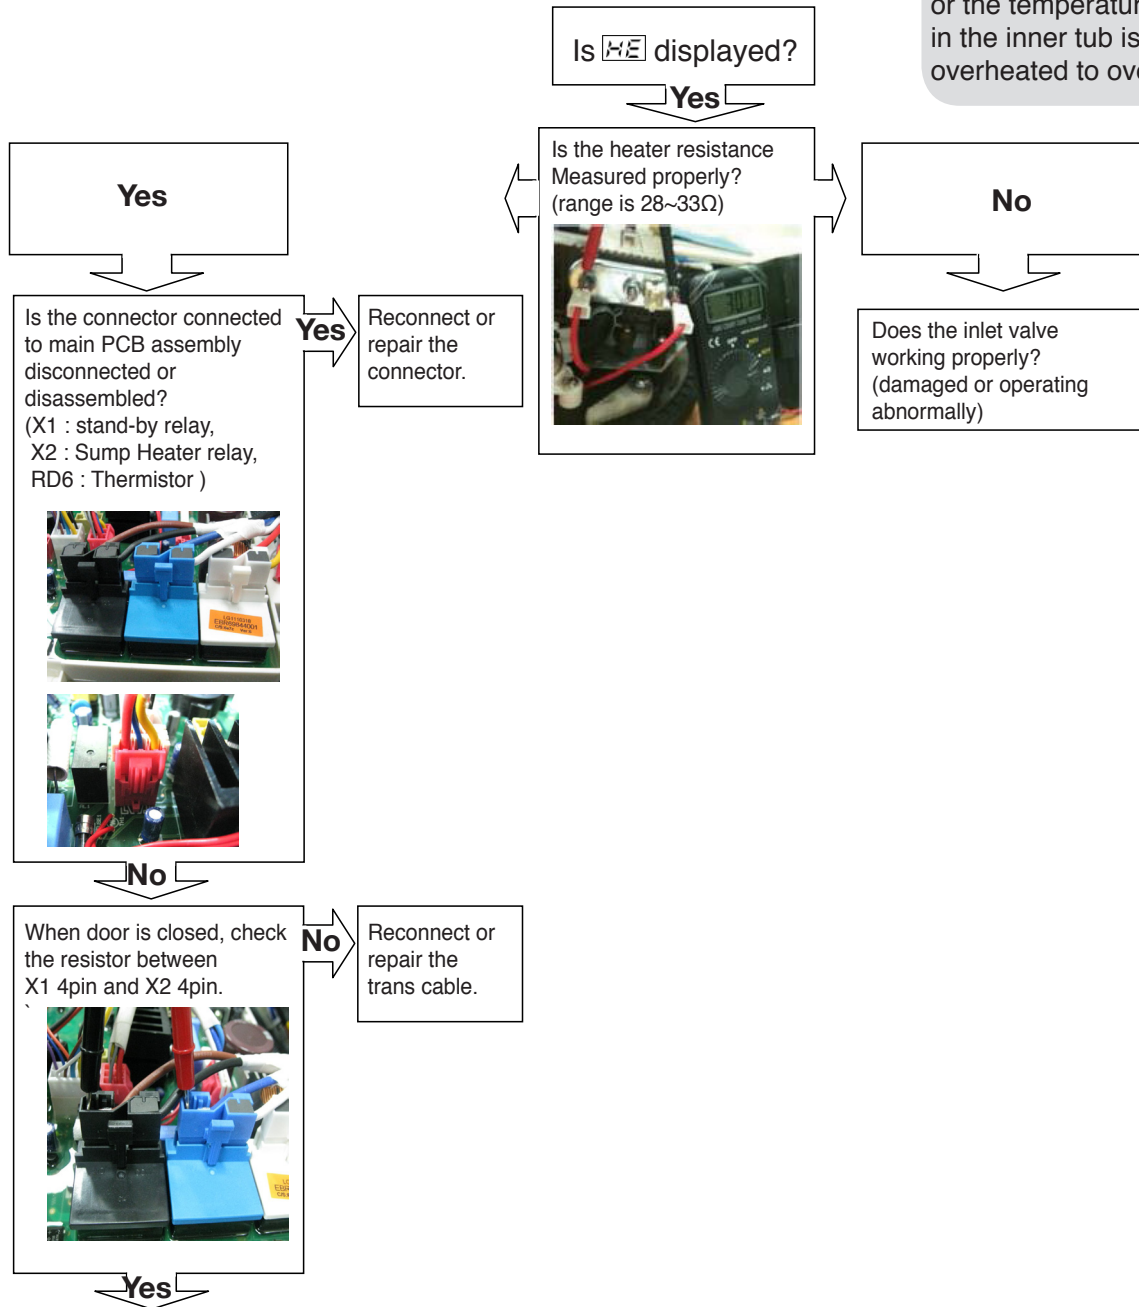 or the temperatur
in the inner tub is
overheated to ov
Is HE displayed?
Yes
Is the heater resistance
Measured properly?
(range is 28~33Ω)
Yes
No
Is the connector connected
to main PCB assembly
disconnected or
disassembled?
(X1 : stand-by relay,
X2 : Sump Heater relay,
RD6 : Thermistor )
Yes
Reconnect or
repair the
connector.
Does the inlet valve
working properly?
(damaged or operating
abnormally)
No
When door is closed, check
the resistor between
X1 4pin and X2 4pin.
`
No
Reconnect or
repair the
trans cable.
Yes